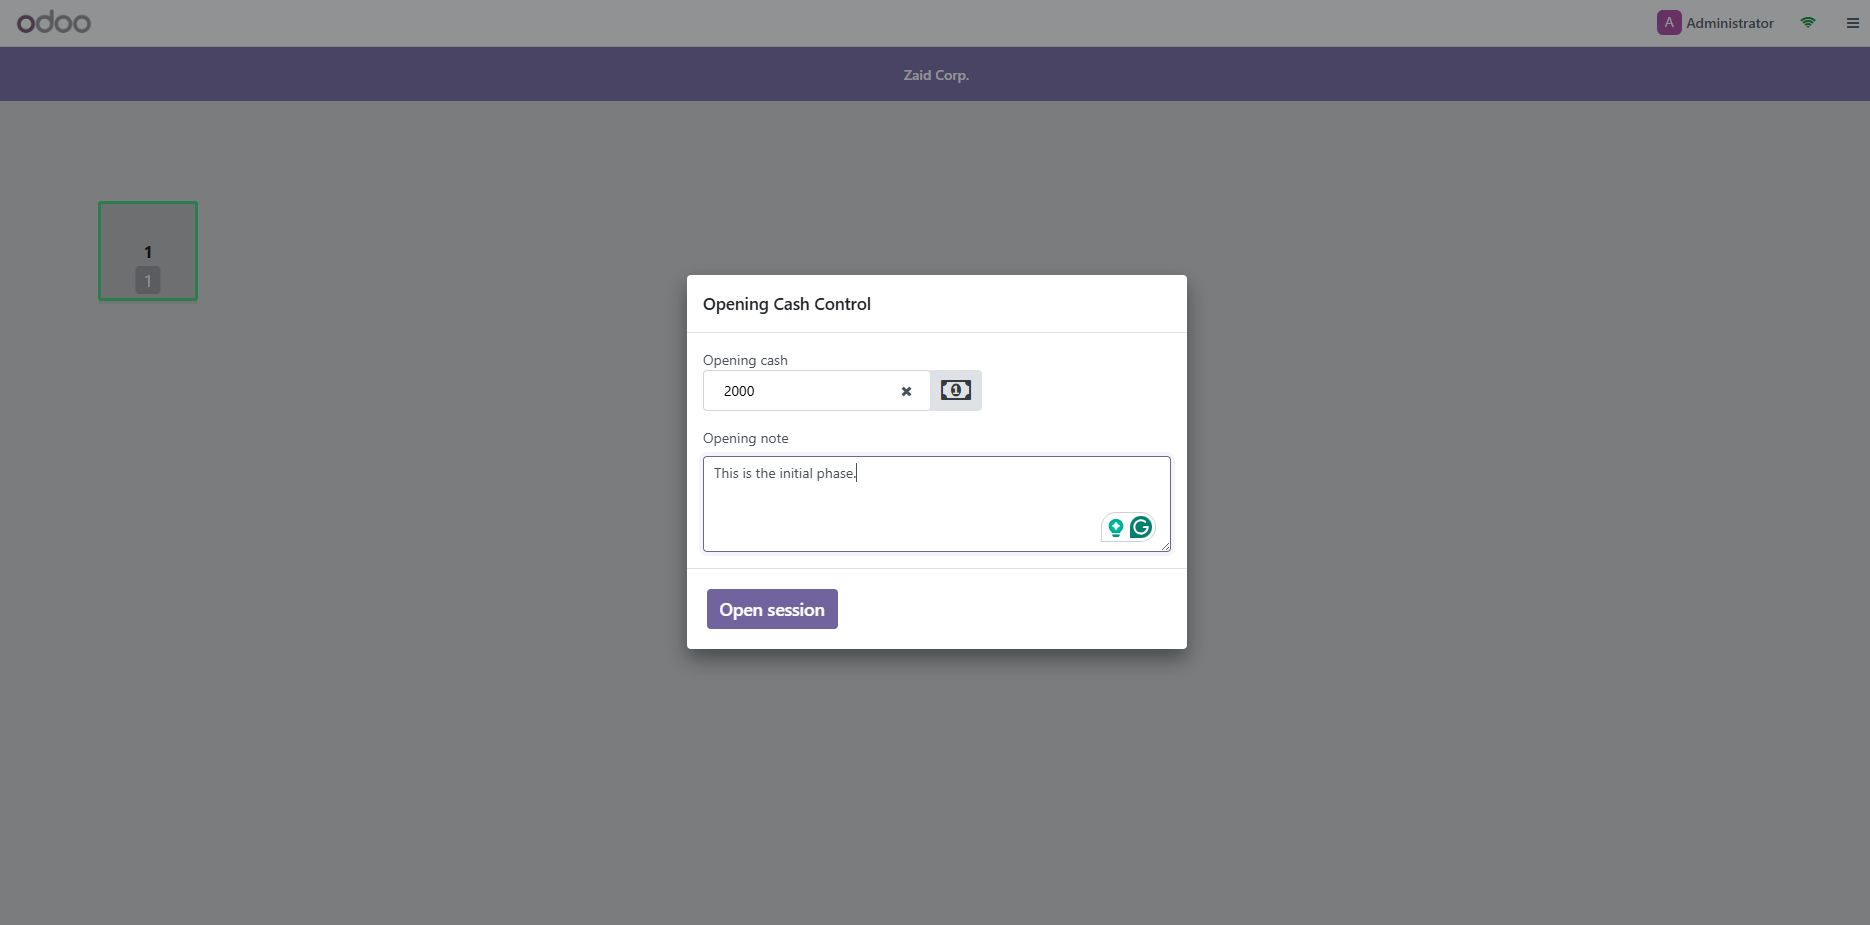 odoo
A Administrator
Zaid Corp.
1
1
Opening Cash Control
Opening cash
2000
1
Opening note
This is the initial phase.
G
Open session